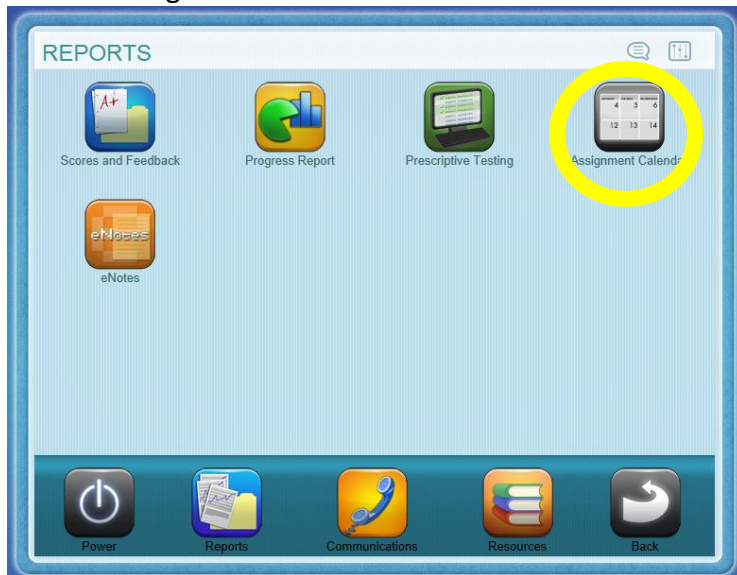 REPORTS
A+
4 5 6
12 13 14
Scores and Feedback
Progress Report
Prescriptive Testing
Assignment Calenda
eNotes
eNotes
Power
Reports
Communications
Resources
Back